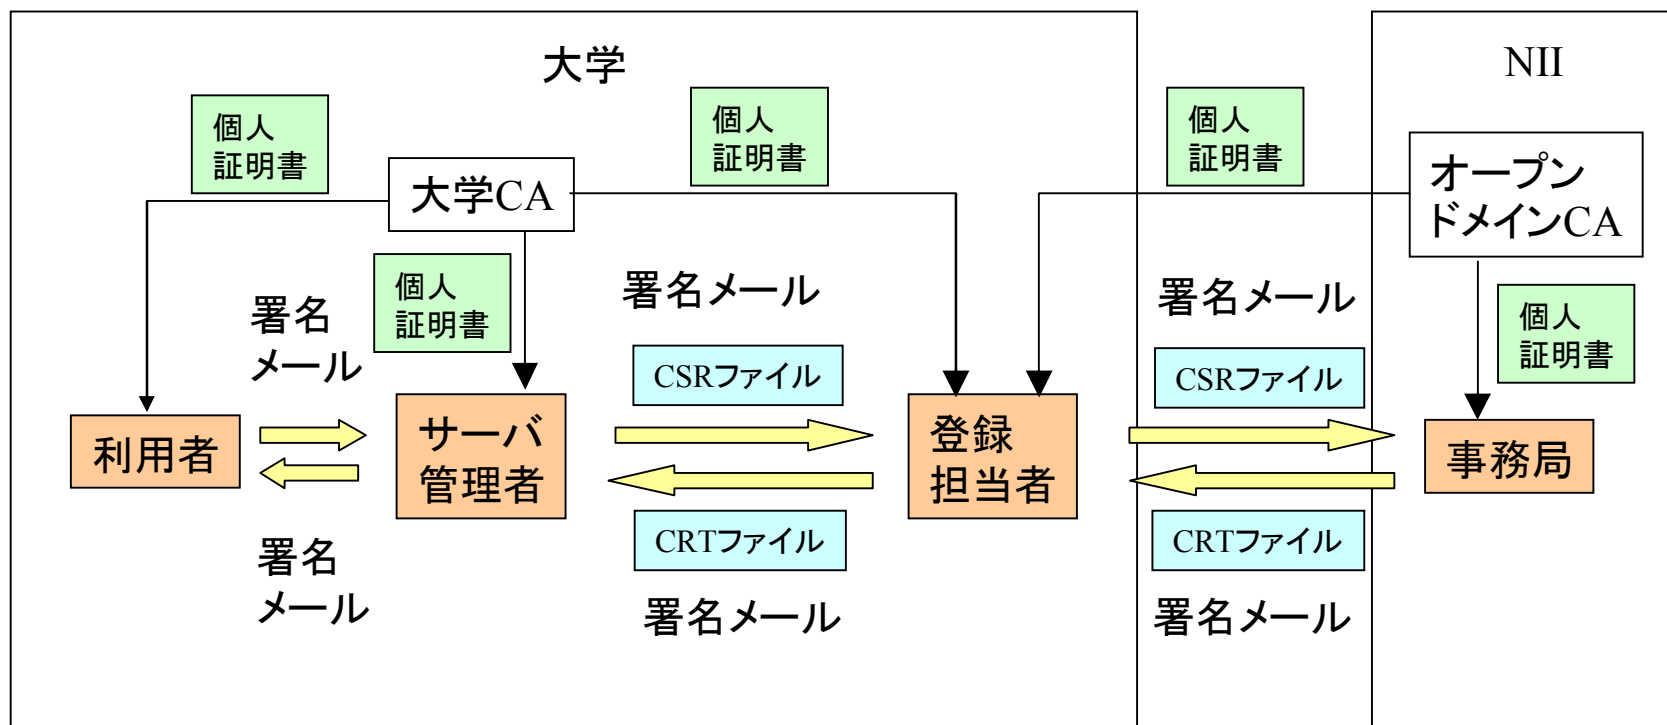 大学
NII
個人
証明書
個人
証明書
個人
証明書
大学CA
オープン
ドメインCA
個人
証明書
個人
証明書
署名
メール
署名メール
署名メール
CSRファイル
CSRファイル
利用者
サーバ
管理者
登録
担当者
事務局
CRTファイル
CRTファイル
署名
メール
署名メール
署名メール